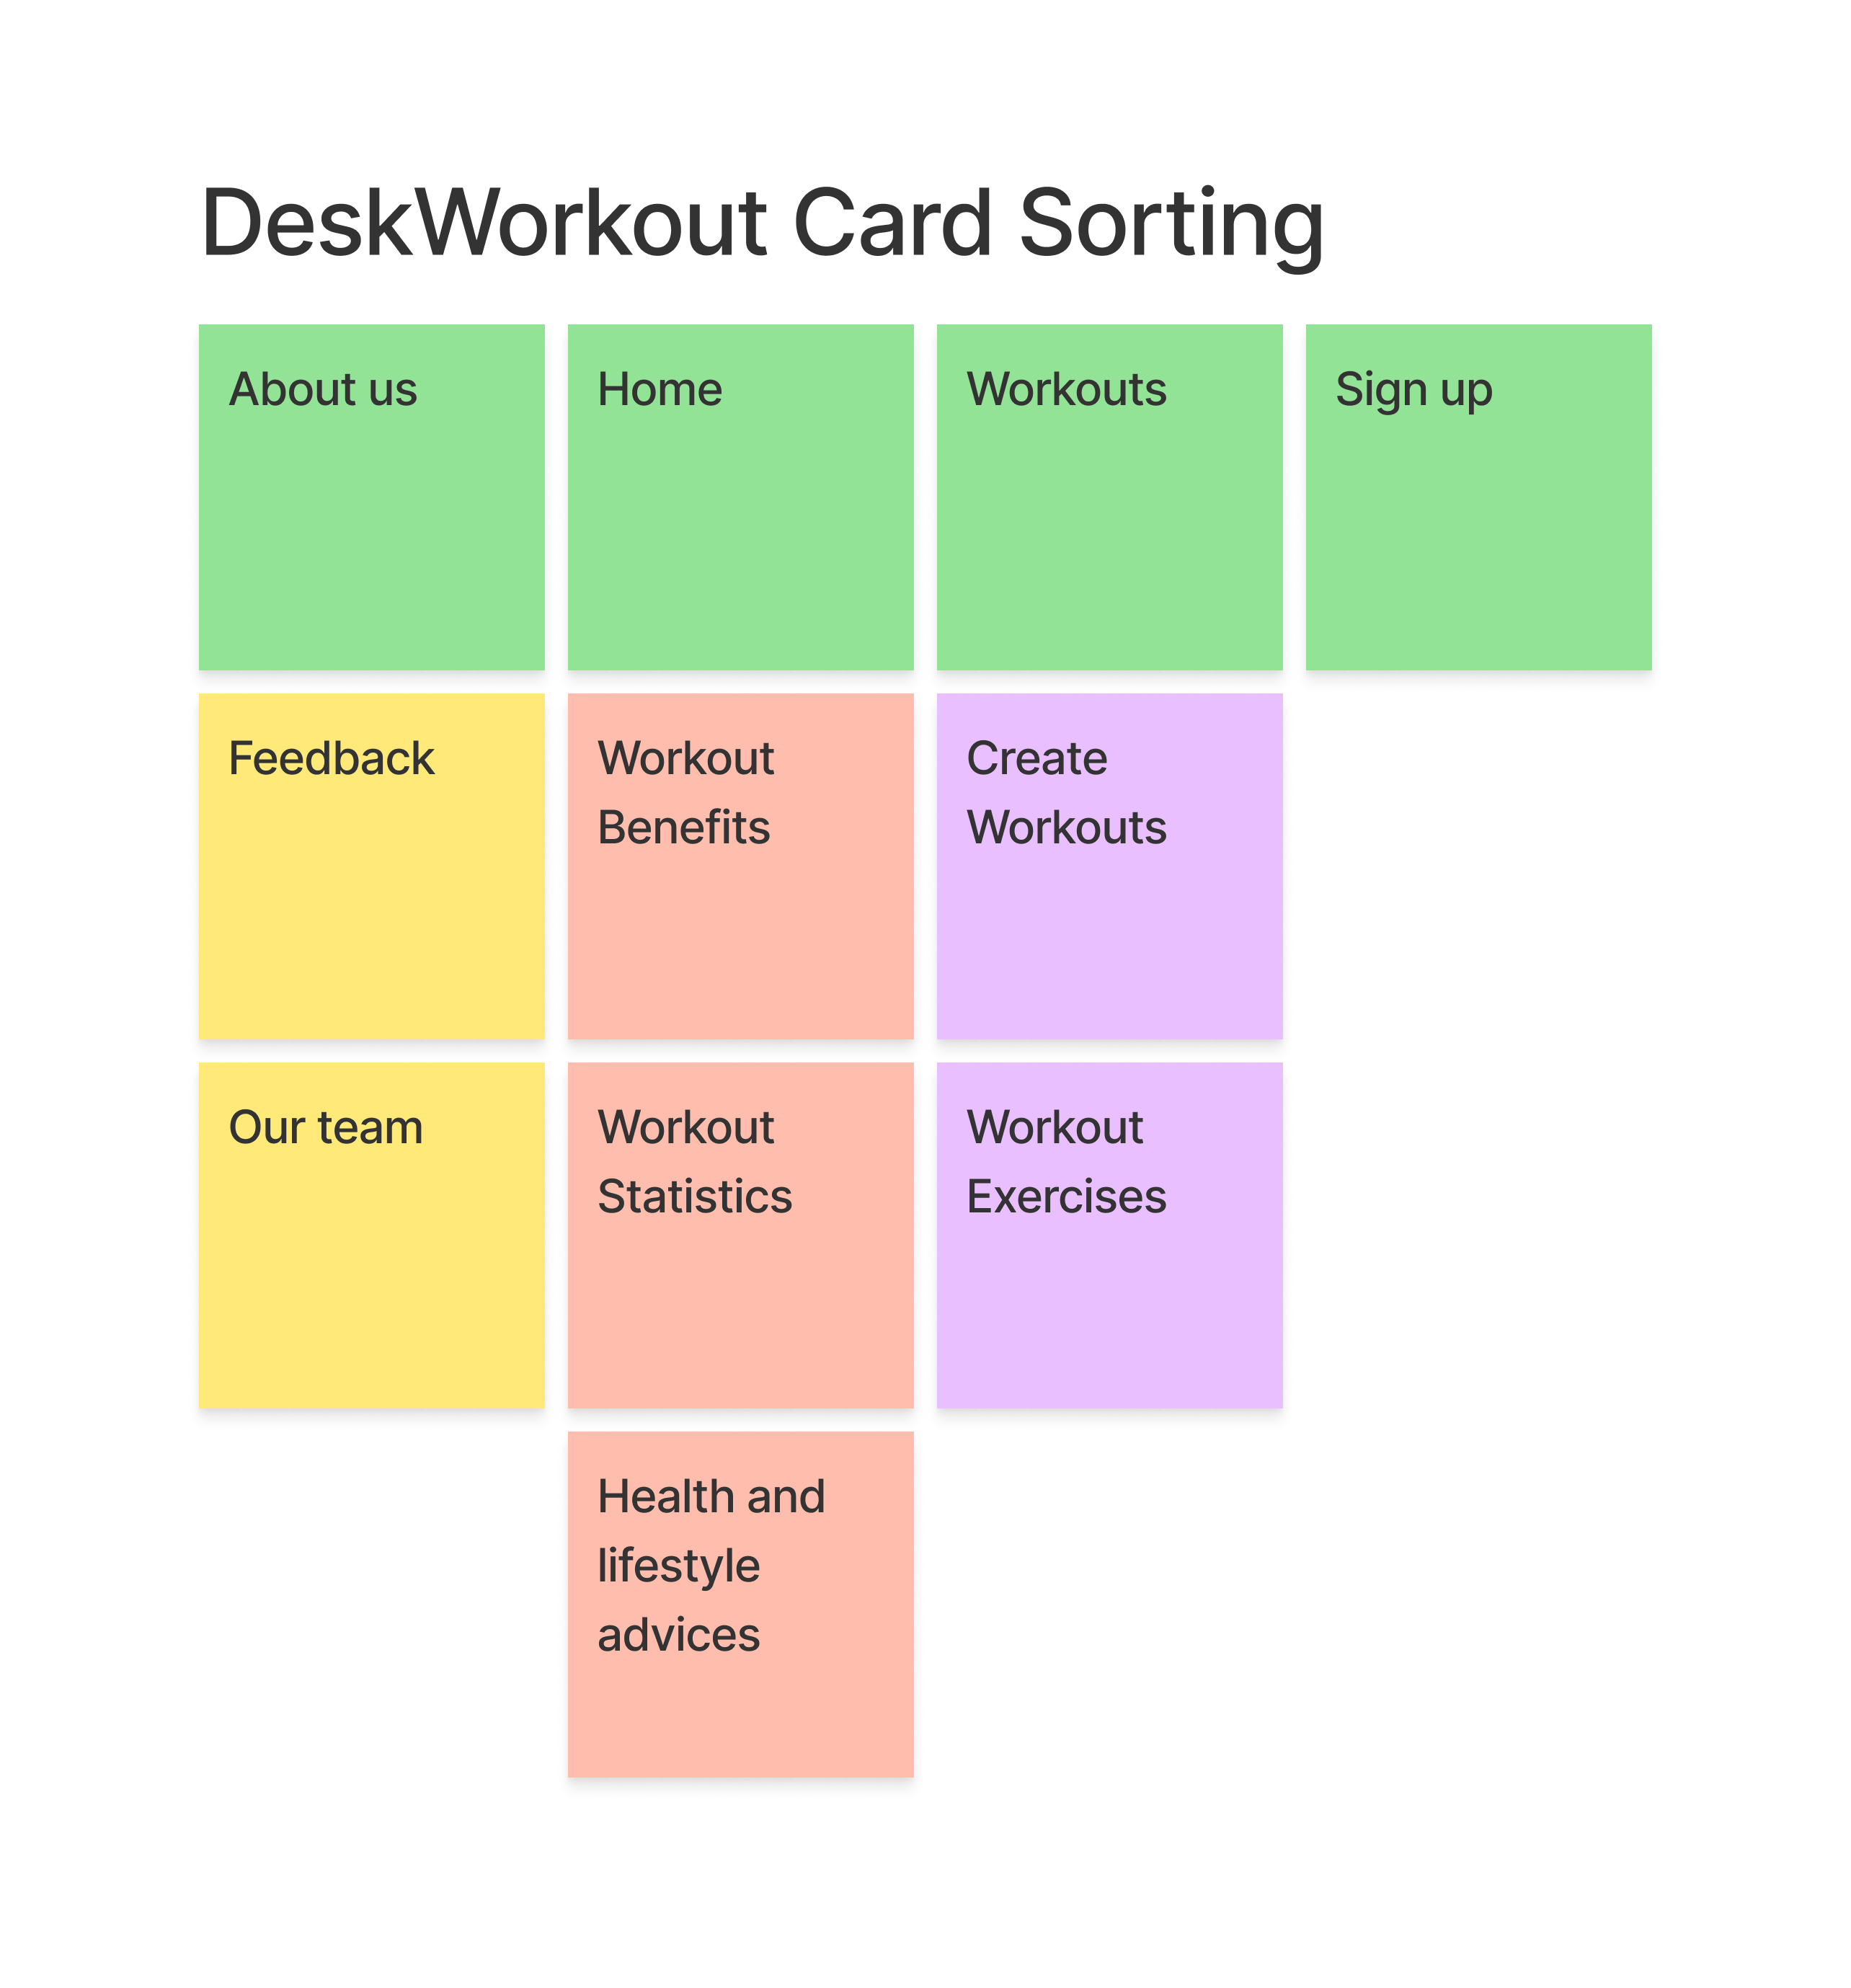 DeskWorkout Card Sorting
About us
Home
Workouts
Sign up
Feedback
Workout
Benefits
Create
Workouts
Our team
Workout
Statistics
Workout
Exercises
Health and
lifestyle
advices